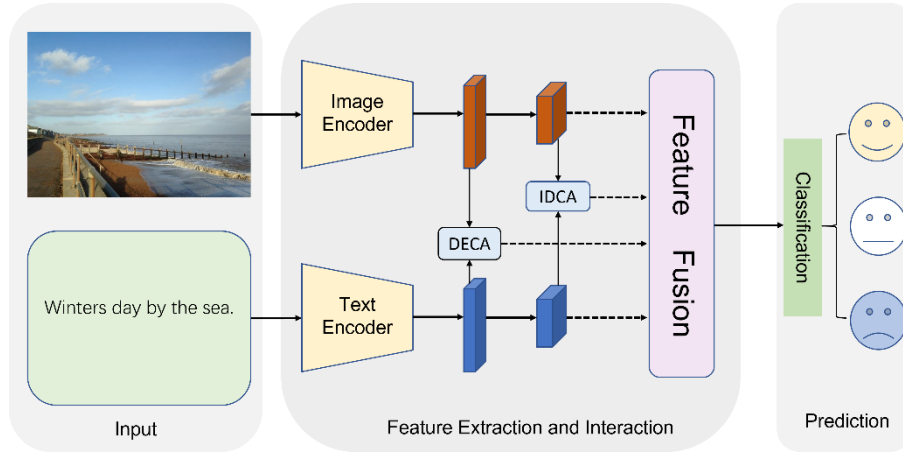 Winters day by the sea.
Input
Image
Encoder
Text
Encoder
DECA
IDCA
Feature Fusion
Feature Extraction and Interaction
Classification
Prediction